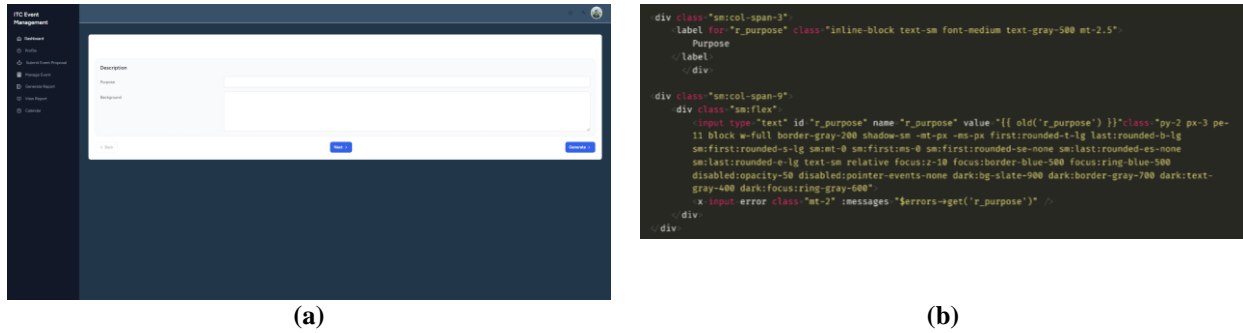 ITC Event
Management
Dashboard
Profile
Submit Event Proposal
Manage Event
Generate Report
View Report
Calendar
Description
Purpose
Background
Back
Next >
Generate >
(a)
<div class="sm:col-span-3">
<label for="r_purpose" class="inline-block text-sm font-medium text-gray-500 mt-2.5">
Purpose
</label>
</div>
<div class="sm:col-span-9">
<div class="sm:flex">
<input type="text" id="r_purpose" name="r_purpose" value="{{ old('r_purpose') }}"class="py-2 px-3 pe-
11 block w-full border-gray-200 shadow-sm -mt-px -ms-px first:rounded-t-lg last:rounded-b-lg
sm:first:rounded-s-lg sm:mt-0 sm:first:ms-0 sm:first:rounded-se-none sm:last:rounded-es-none
sm:last:rounded-e-lg text-sm relative focus:z-10 focus:border-blue-500 focus:ring-blue-500
disabled:opacity-50 disabled:pointer-events-none dark:bg-slate-900 dark:border-gray-700 dark:text-
gray-400 dark:focus:ring-gray-600">
<x-input-error class="mt-2" :messages="$errors->get('r_purpose')" />
</div>
</div>
(b)